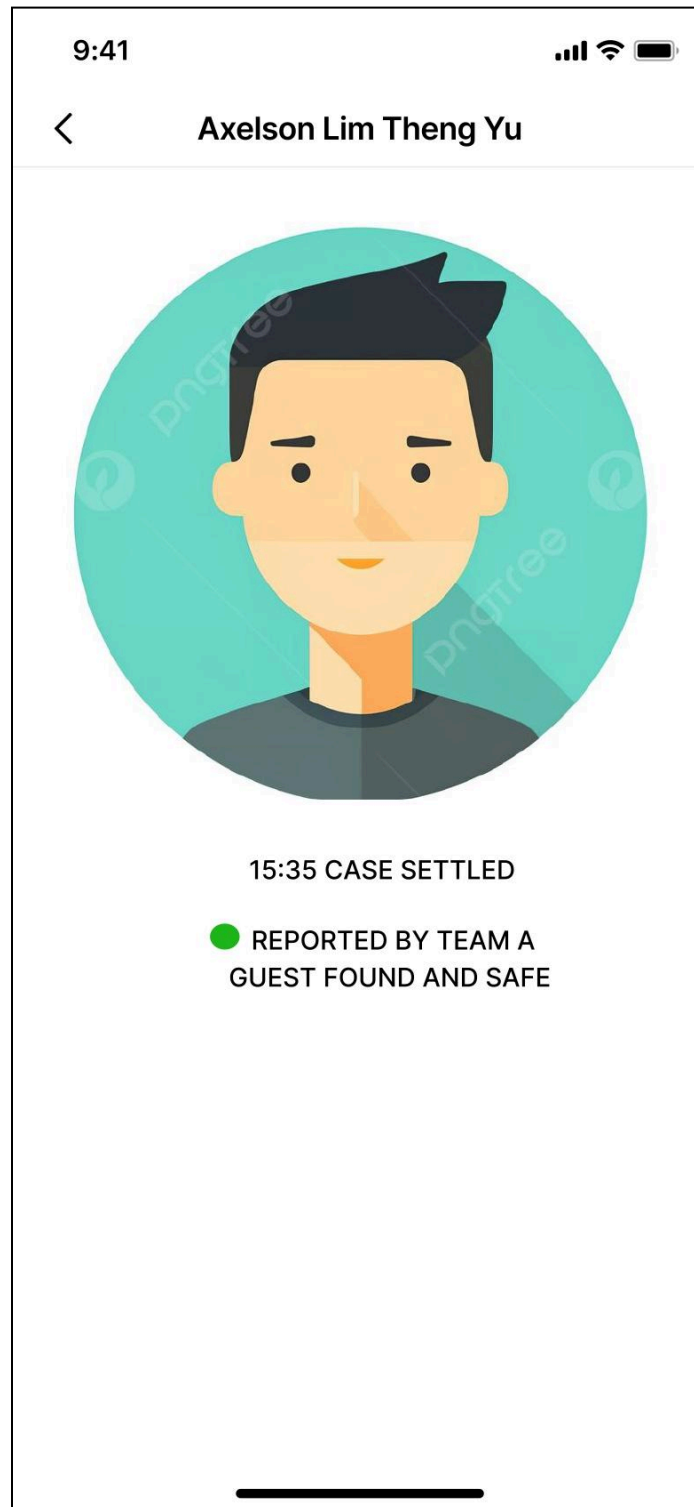 9:41
Axelson Lim Theng Yu
pngtree
pngtree
15:35 CASE SETTLED
REPORTED BY TEAM A
GUEST FOUND AND SAFE